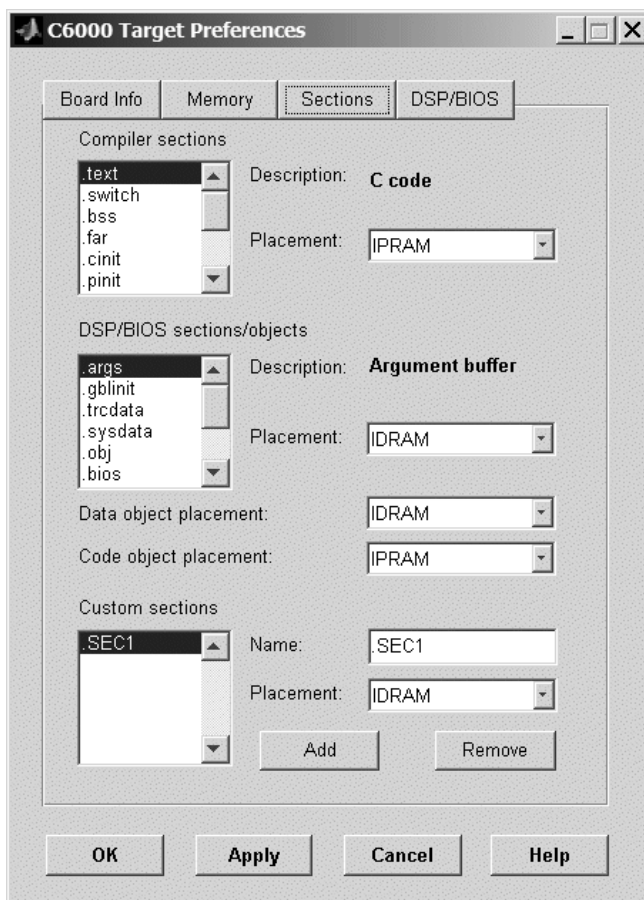 C6000 Target Preferences
Board Info Memory Sections DSP/BIOS
Compiler sections
.text
.switch
.bss
.far
.cinit
.pinit
Description: C code
Placement: IPRAM
DSP/BIOS sections/objects
.args
.gblinit
.trcdata
.sysdata
.obj
.bios
Description: Argument buffer
Placement: IDRAM
Data object placement: IDRAM
Code object placement: IPRAM
Custom sections
.SEC1
Name: .SEC1
Placement: IDRAM
Add Remove
OK Apply Cancel Help